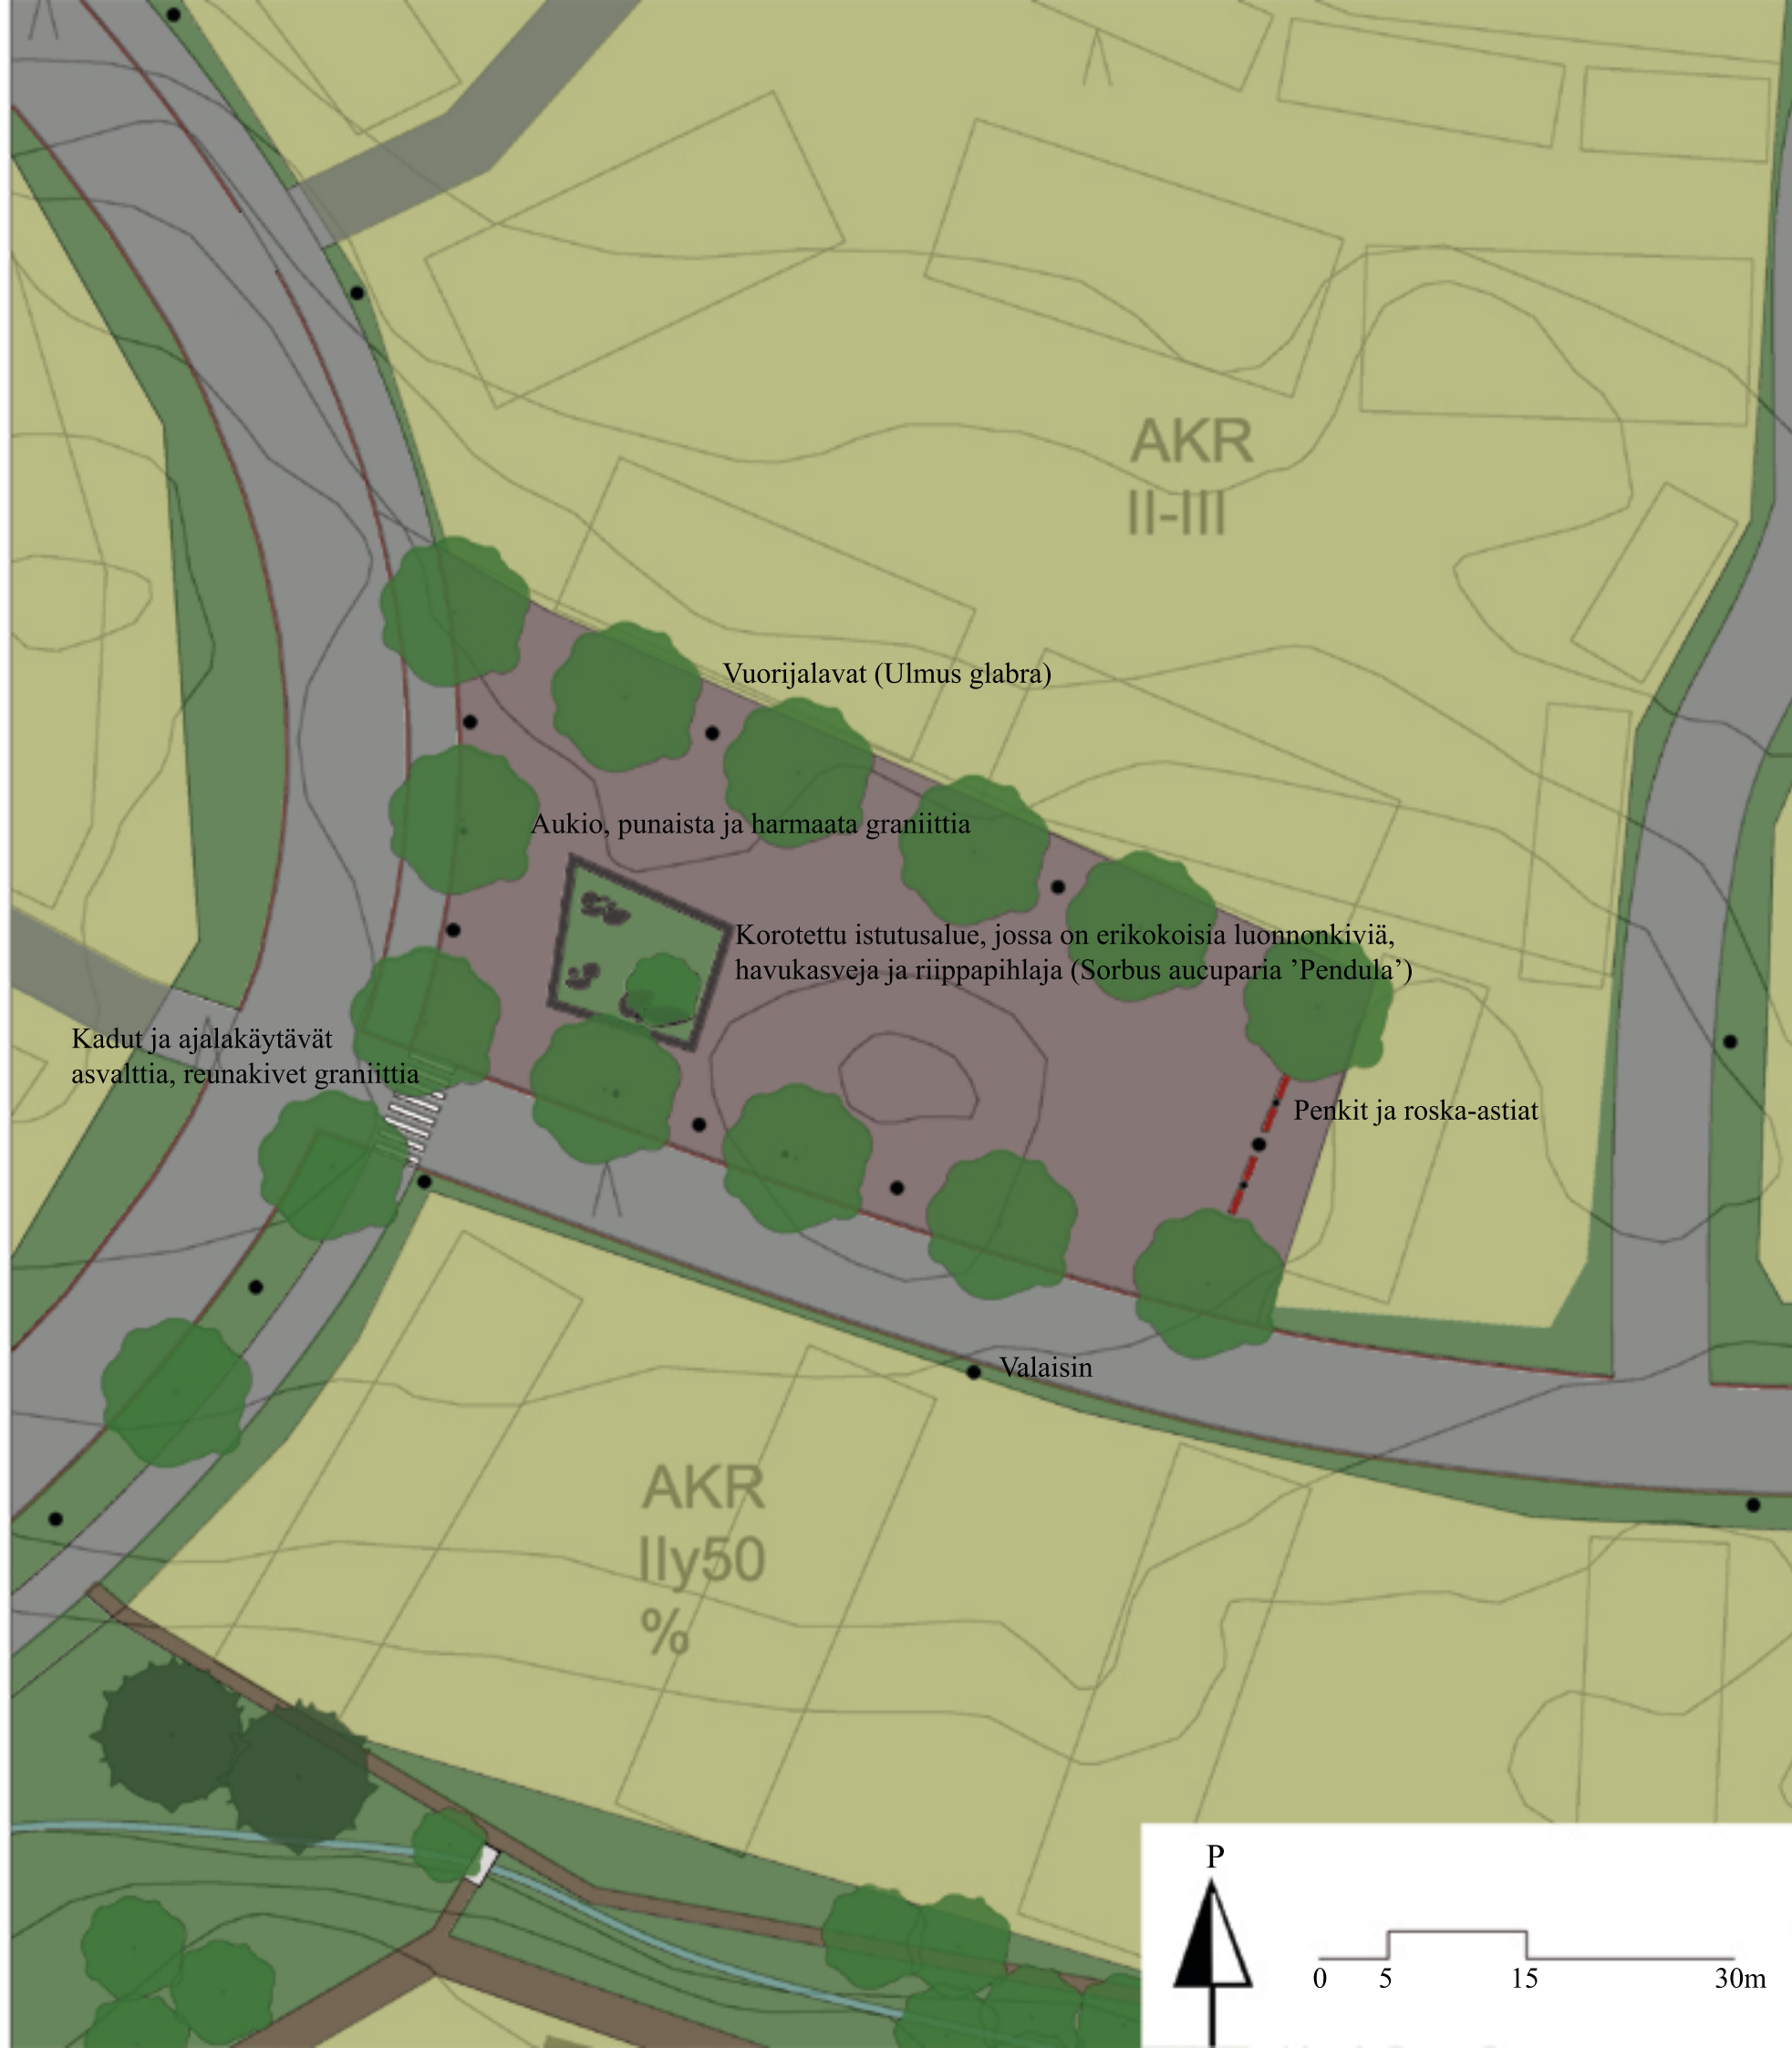 AKR
II-III
Vuorijalavat (Ulmus glabra)
Aukio, punaista ja harmaata graniittia
Korotettu istutusalue, jossa on erikokoisia luonnonkiviä,
havukasveja ja riippapihlaja (Sorbus aucuparia ’Pendula’)
Kadut ja ajalakäytävät
asvalttia, reunakivet graniittia
Penkit ja roska-astiat
Valaisin
AKR
IIy50
%
P
0 5 15 30m